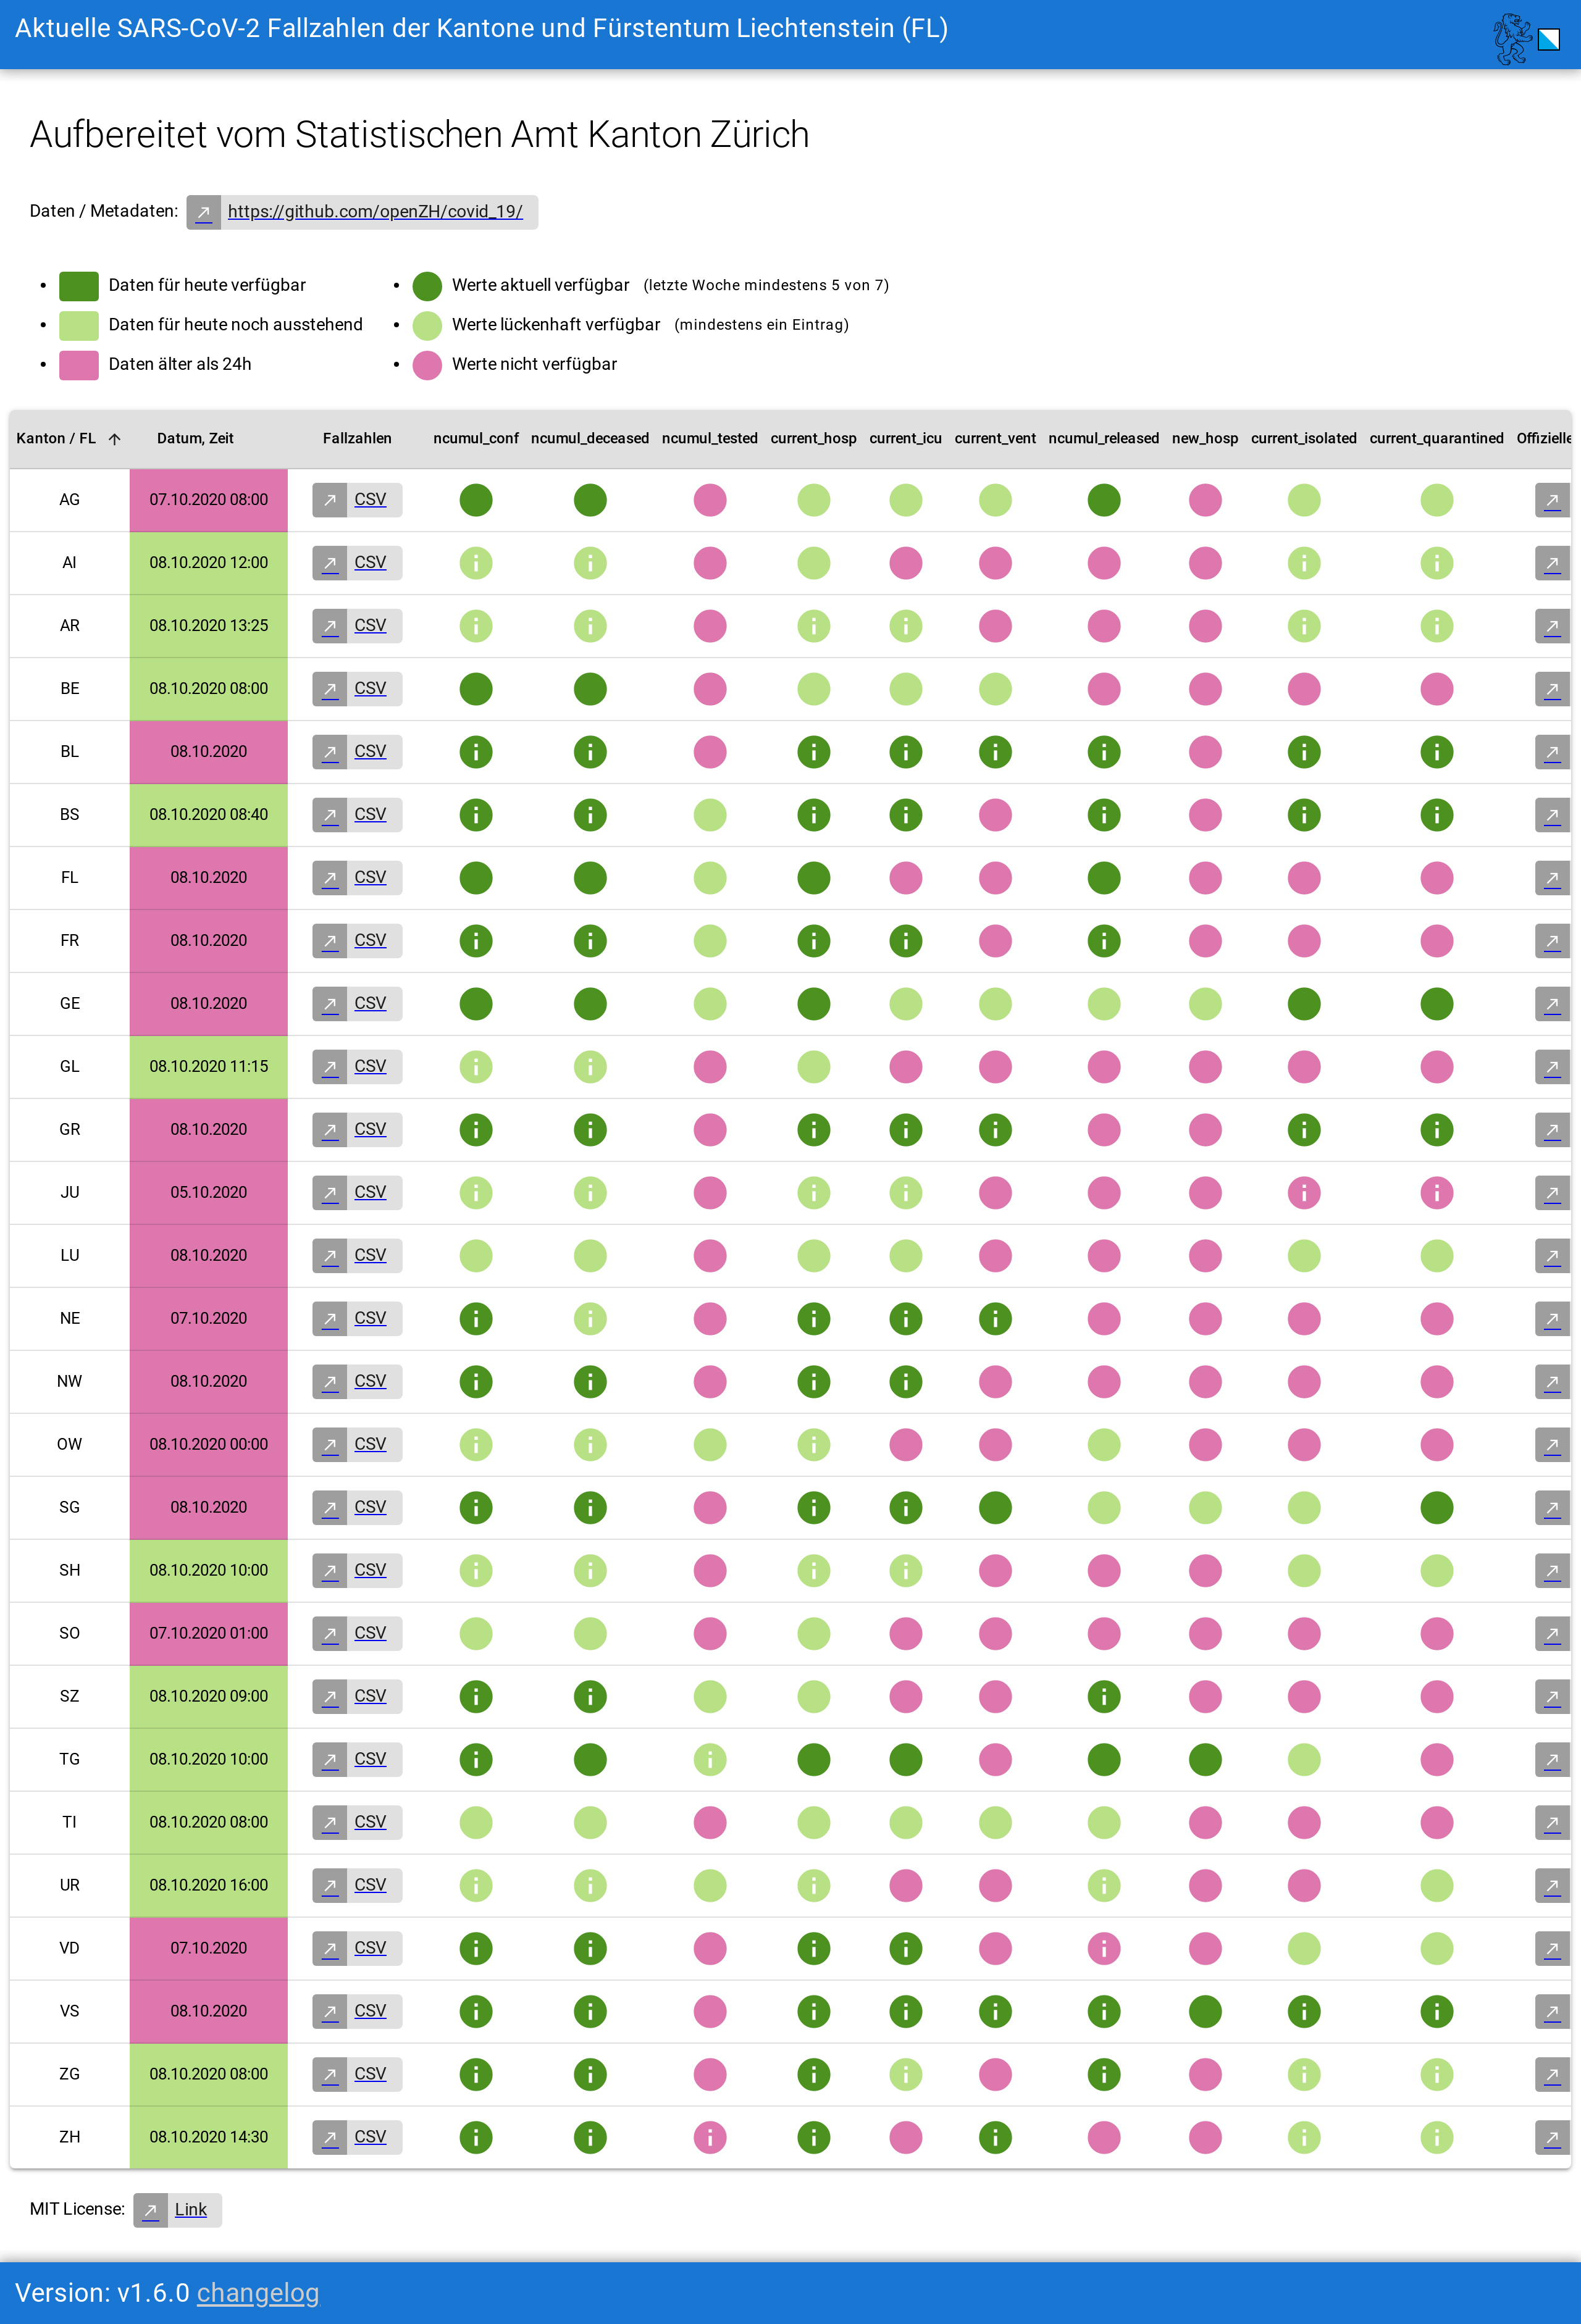 Aktuelle SARS-CoV-2 Fallzahlen der Kantone und Fürstentum Liechtenstein (FL)
Aufbereitet vom Statistischen Amt Kanton Zürich
Daten / Metadaten: https://github.com/openZH/covid_19/
Daten für heute verfügbar
Daten für heute noch ausstehend
Daten älter als 24h
Werte aktuell verfügbar (letzte Woche mindestens 5 von 7)
Werte lückenhaft verfügbar (mindestens ein Eintrag)
Werte nicht verfügbar
Kanton / FL Datum, Zeit Fallzahlen ncumul_conf ncumul_deceased ncumul_tested current_hosp current_icu current_vent ncumul_released new_hosp current_isolated current_quarantined Offizielle
AG 07.10.2020 08:00 CSV
AI 08.10.2020 12:00 CSV
AR 08.10.2020 13:25 CSV
BE 08.10.2020 08:00 CSV
BL 08.10.2020 CSV
BS 08.10.2020 08:40 CSV
FL 08.10.2020 CSV
FR 08.10.2020 CSV
GE 08.10.2020 CSV
GL 08.10.2020 11:15 CSV
GR 08.10.2020 CSV
JU 05.10.2020 CSV
LU 08.10.2020 CSV
NE 07.10.2020 CSV
NW 08.10.2020 CSV
OW 08.10.2020 00:00 CSV
SG 08.10.2020 CSV
SH 08.10.2020 10:00 CSV
SO 07.10.2020 01:00 CSV
SZ 08.10.2020 09:00 CSV
TG 08.10.2020 10:00 CSV
TI 08.10.2020 08:00 CSV
UR 08.10.2020 16:00 CSV
VD 07.10.2020 CSV
VS 08.10.2020 CSV
ZG 08.10.2020 08:00 CSV
ZH 08.10.2020 14:30 CSV
MIT License: Link
Version: v1.6.0 changelog